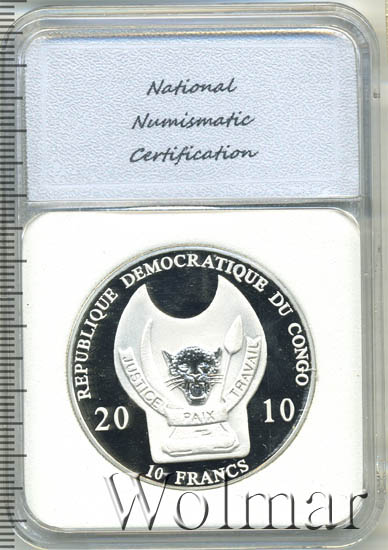 National
Numismatic
Certification
REPUBLIQUE DEMOCRATIQUE DU CONGO
JUSTICE PAIX TRAVAIL
20 10
10 FRANCS
Wolmar